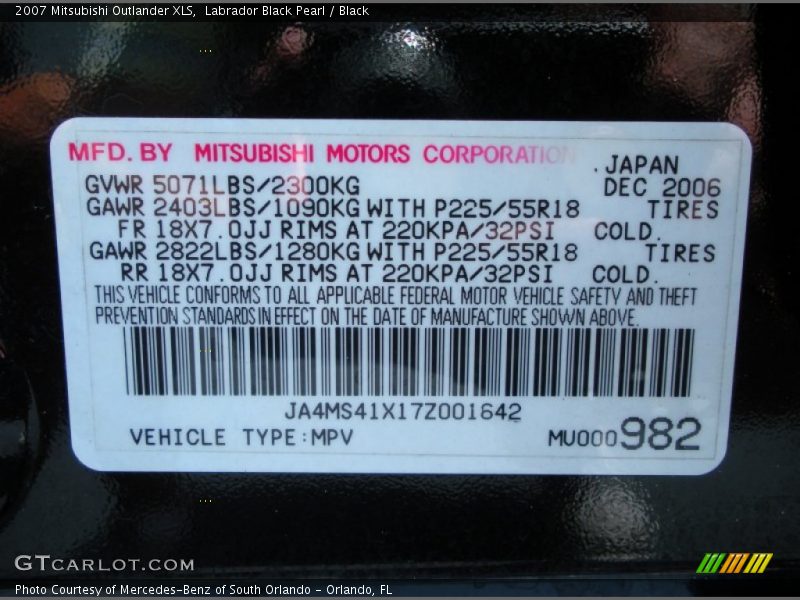 2007 Mitsubishi Outlander XLS,  Labrador Black Pearl / Black
MFD. BY MITSUBISHI MOTORS CORPORATION
.JAPAN
GVWR 5071LBS/2300KG DEC 2006
GAWR 2403LBS/1090KG WITH P225/55R18 TIRES
FR 18X7.0JJ RIMS AT 220KPA/32PSI COLD.
GAWR 2822LBS/1280KG WITH P225/55R18 TIRES
RR 18X7.0JJ RIMS AT 220KPA/32PSI COLD.
THIS VEHICLE CONFORMS TO ALL APPLICABLE FEDERAL MOTOR VEHICLE SAFETY AND THEFT
PREVENTION STANDARDS IN EFFECT ON THE DATE OF MANUFACTURE SHOWN ABOVE.
JA4MS41X17Z001642
VEHICLE TYPE:MPV MU000982
GTCARLOT.COM
Photo Courtesy of Mercedes-Benz of South Orlando - Orlando, FL